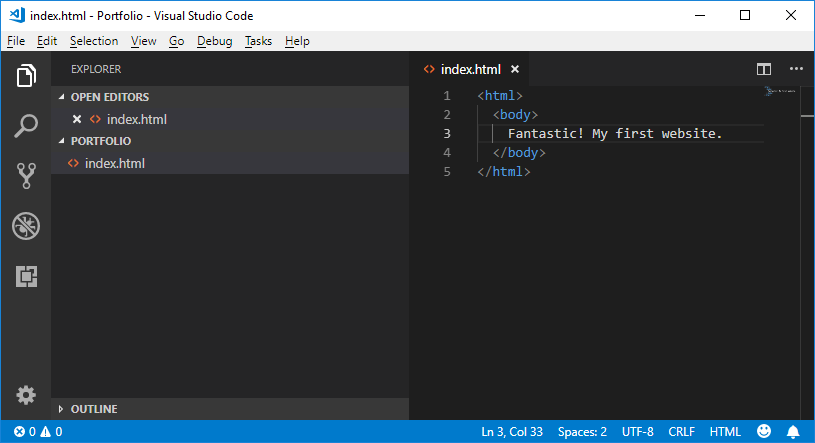 index.html - Portfolio - Visual Studio Code
File Edit Selection View Go Debug Tasks Help
EXPLORER
OPEN EDITORS
index.html
PORTFOLIO
index.html
OUTLINE
index.html
1 <html>
2 <body>
3 Fantastic! My first website.
4 </body>
5 </html>
0 0 Ln 3, Col 33 Spaces: 2 UTF-8 CRLF HTML